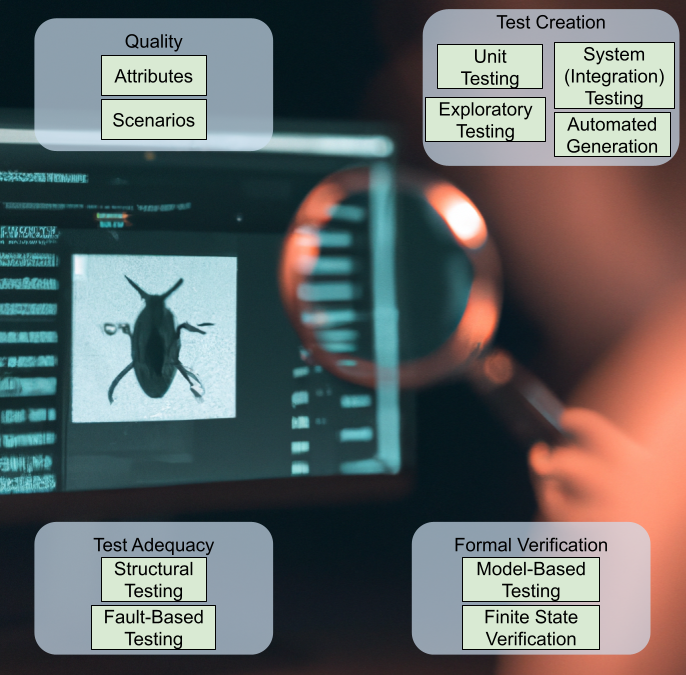 Quality
Attributes
Scenarios
Test Creation
Unit
Testing
System
(Integration)
Testing
Exploratory
Testing
Automated
Generation
Test Adequacy
Structural
Testing
Fault-Based
Testing
Formal Verification
Model-Based
Testing
Finite State
Verification